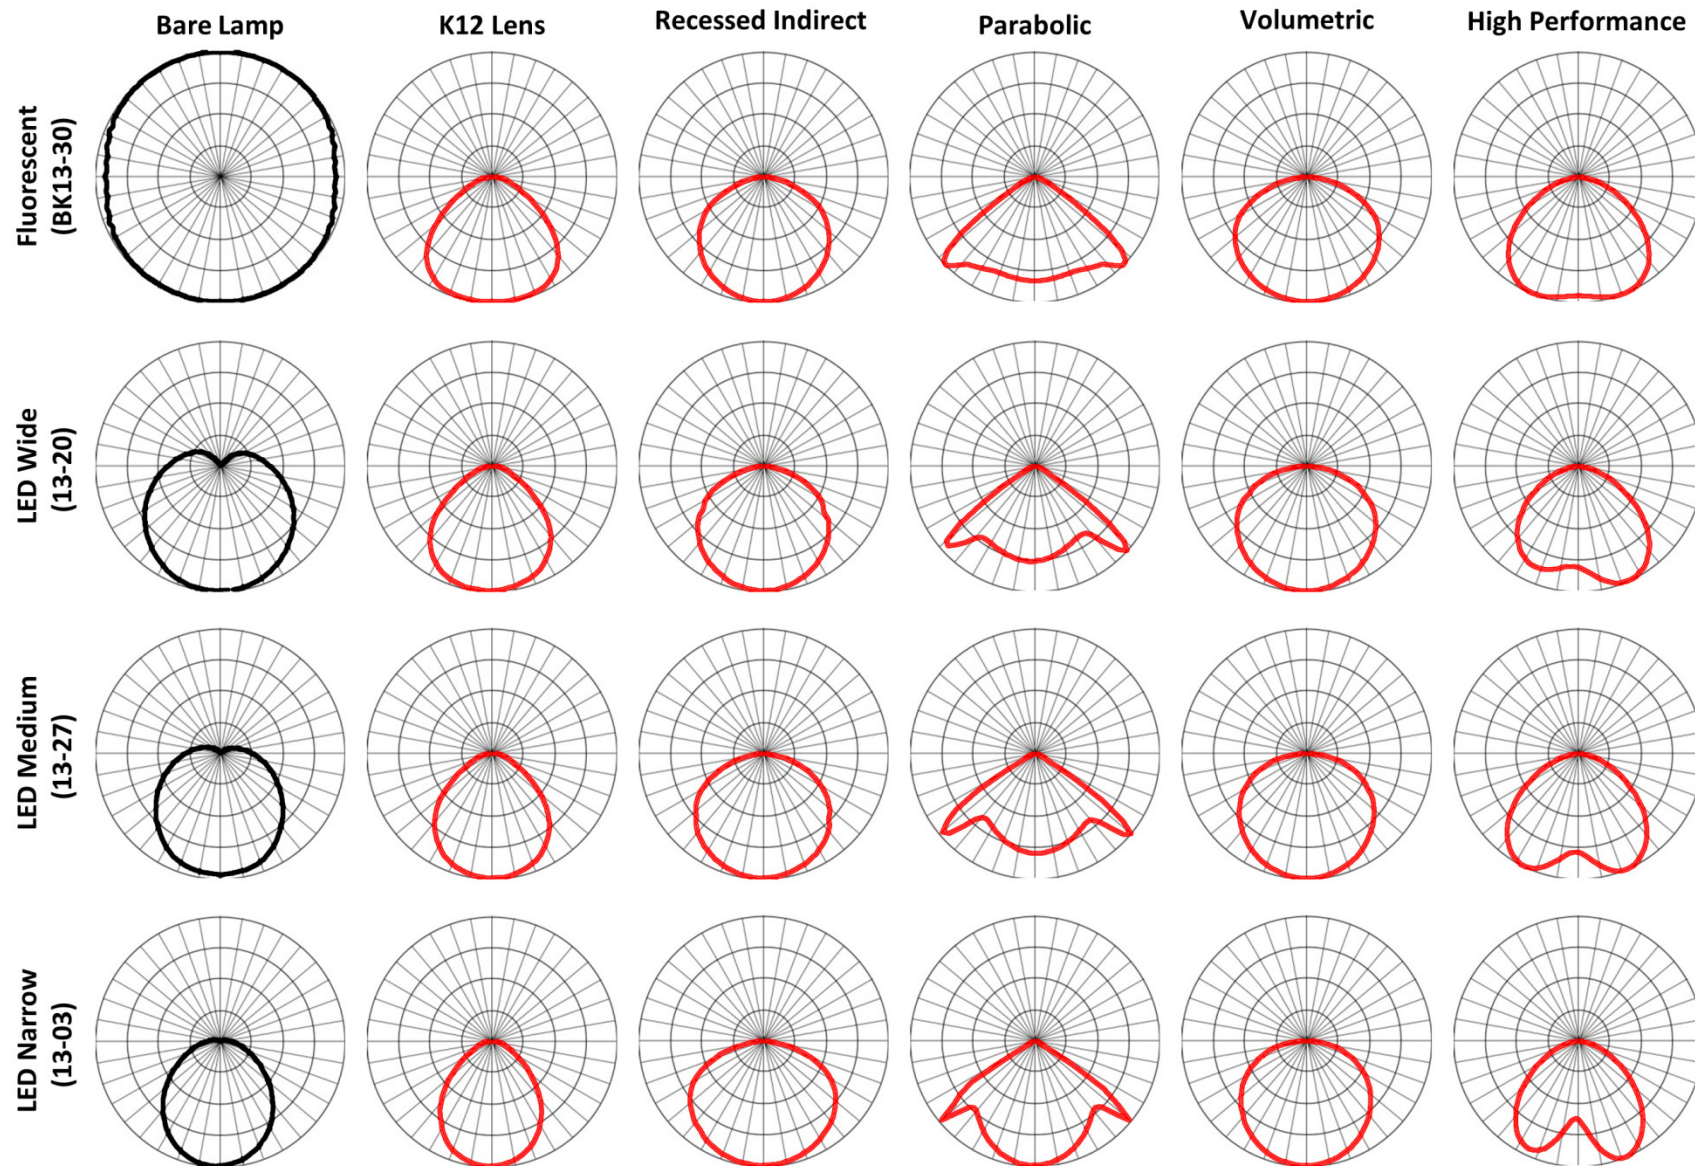 Bare Lamp
K12 Lens
Recessed Indirect
Parabolic
Volumetric
High Performance
Fluorescent
(BK13-30)
LED Wide
(13-20)
LED Medium
(13-27)
LED Narrow
(13-03)